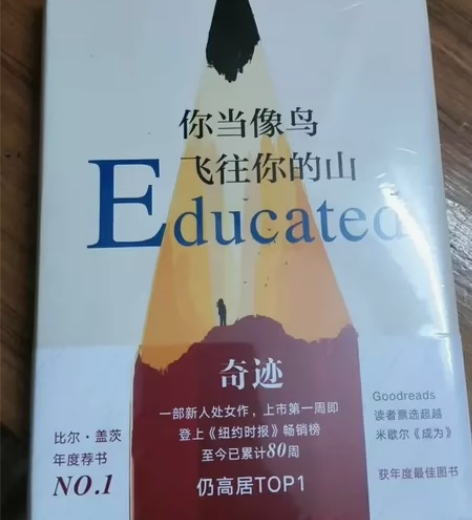 你当像鸟
飞往你的山
Educated
奇迹
一部新人处女作，上市第一周即
登上《纽约时报》畅销榜
至今已累计80周
仍高居TOP1
比尔·盖茨
年度荐书
NO.1
Goodreads
读者票选超越
米歇尔《成为》
获年度最佳图书